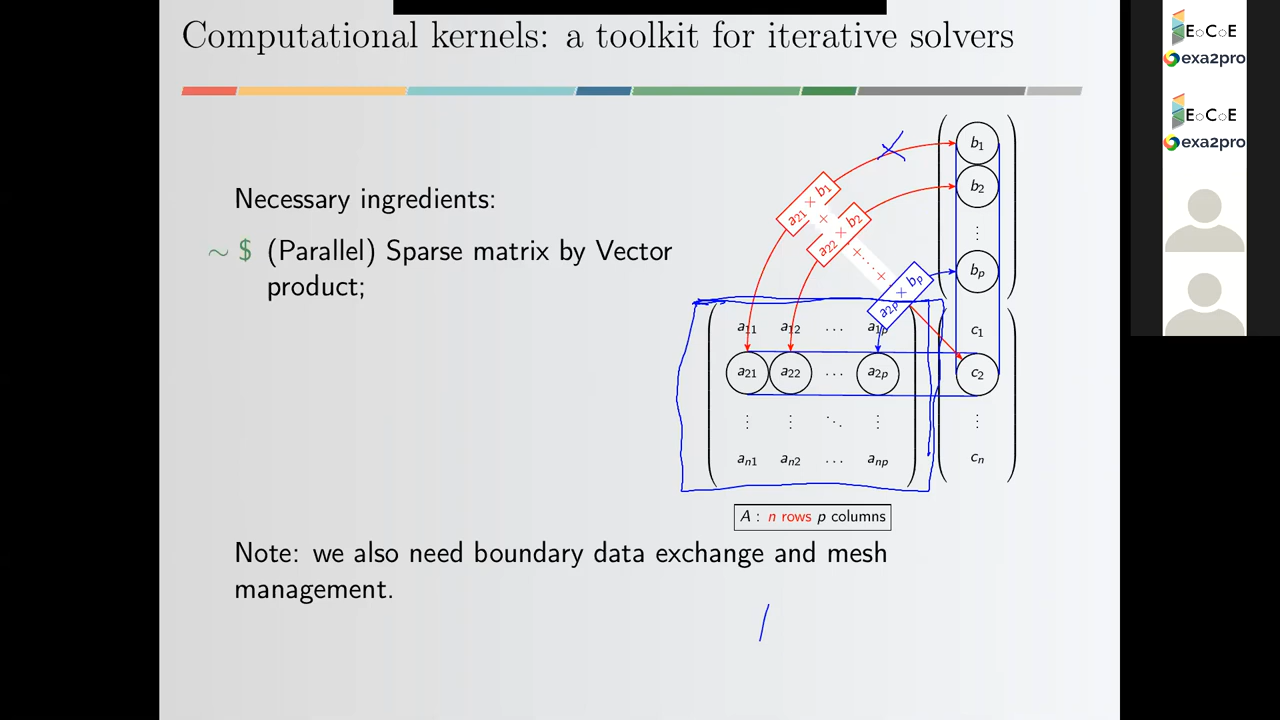 Computational kernels: a toolkit for iterative solvers
Necessary ingredients:
∼ $ (Parallel) Sparse matrix by Vector
product;
b₁
b₂
⋮
bₚ
a₂₁ × b₁
+
a₂₂ × b₂
+ ... +
a₂ₚ × bₚ
a₁₁ a₁₂ ... a₁ₚ c₁
a₂₁ a₂₂ ... a₂ₚ c₂
⋮ ⋮ ⋱ ⋮ ⋮
aₙ₁ aₙ₂ ... aₙₚ cₙ
A : n rows p columns
Note: we also need boundary data exchange and mesh
management.
EoCoE
exa2pro
EoCoE
exa2pro